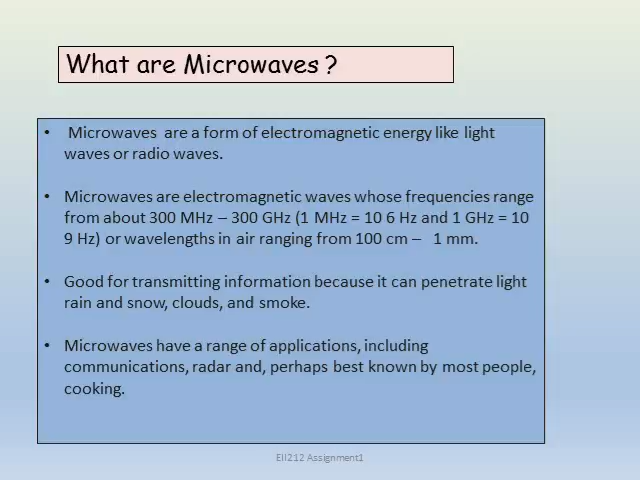 What are Microwaves ?
• Microwaves are a form of electromagnetic energy like light
waves or radio waves.
• Microwaves are electromagnetic waves whose frequencies range
from about 300 MHz – 300 GHz (1 MHz = 10 6 Hz and 1 GHz = 10
9 Hz) or wavelengths in air ranging from 100 cm – 1 mm.
• Good for transmitting information because it can penetrate light
rain and snow, clouds, and smoke.
• Microwaves have a range of applications, including
communications, radar and, perhaps best known by most people,
cooking.
EII212 Assignment1